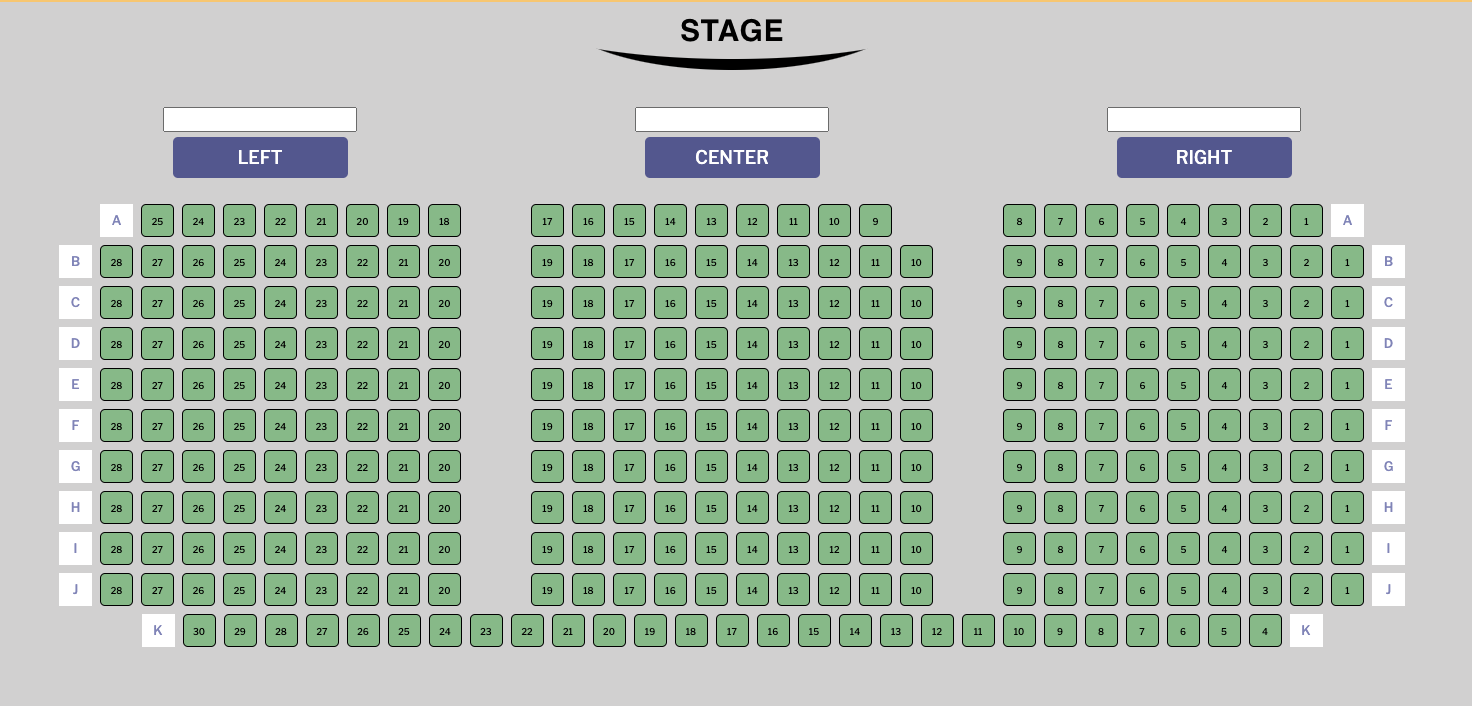 STAGE
LEFT CENTER RIGHT
A 25 24 23 22 21 20 19 18 17 16 15 14 13 12 11 10 9 8 7 6 5 4 3 2 1 A
B 28 27 26 25 24 23 22 21 20 19 18 17 16 15 14 13 12 11 10 9 8 7 6 5 4 3 2 1 B
C 28 27 26 25 24 23 22 21 20 19 18 17 16 15 14 13 12 11 10 9 8 7 6 5 4 3 2 1 C
D 28 27 26 25 24 23 22 21 20 19 18 17 16 15 14 13 12 11 10 9 8 7 6 5 4 3 2 1 D
E 28 27 26 25 24 23 22 21 20 19 18 17 16 15 14 13 12 11 10 9 8 7 6 5 4 3 2 1 E
F 28 27 26 25 24 23 22 21 20 19 18 17 16 15 14 13 12 11 10 9 8 7 6 5 4 3 2 1 F
G 28 27 26 25 24 23 22 21 20 19 18 17 16 15 14 13 12 11 10 9 8 7 6 5 4 3 2 1 G
H 28 27 26 25 24 23 22 21 20 19 18 17 16 15 14 13 12 11 10 9 8 7 6 5 4 3 2 1 H
I 28 27 26 25 24 23 22 21 20 19 18 17 16 15 14 13 12 11 10 9 8 7 6 5 4 3 2 1 I
J 28 27 26 25 24 23 22 21 20 19 18 17 16 15 14 13 12 11 10 9 8 7 6 5 4 3 2 1 J
K 30 29 28 27 26 25 24 23 22 21 20 19 18 17 16 15 14 13 12 11 10 9 8 7 6 5 4 K